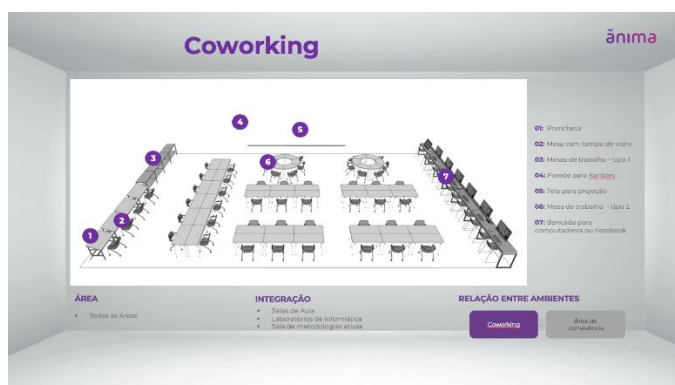 Coworking
ănıma
4
5
3
6
7
2
1
01: Prancheta
02: Mesa com tampo de vidro
03: Mesas de trabalho – tipo 1
04: Parede para Kanban
05: Tela para projeção
06: Mesa de trabalho – tipo 2
07: Bancada para
computadores ou notebook
ÁREA
• Todas as Áreas
INTEGRAÇÃO
• Salas de Aula
• Laboratórios de informática
• Sala de metodologias ativas
RELAÇÃO ENTRE AMBIENTES
Coworking
Área de
convivência